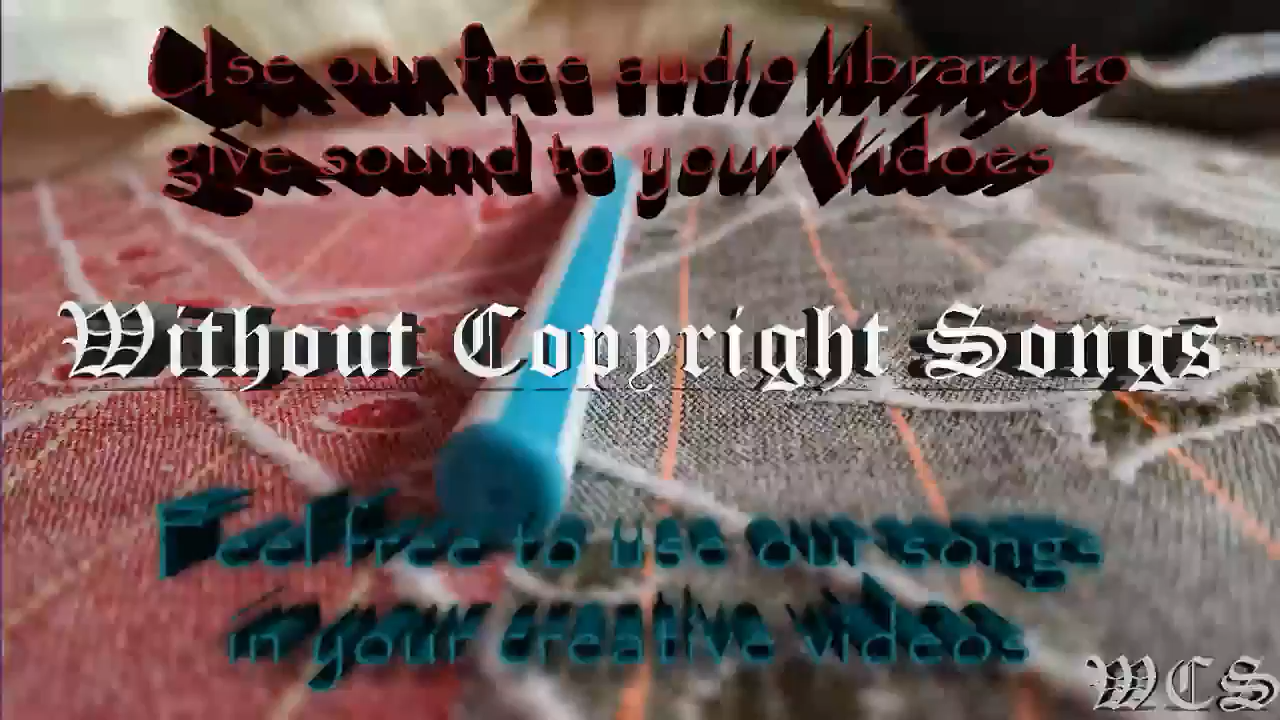 Use our free audio library to
give sound to your Vidoes
Without Copyright Songs
Feel free to use our songs
in your creative videos
WCS